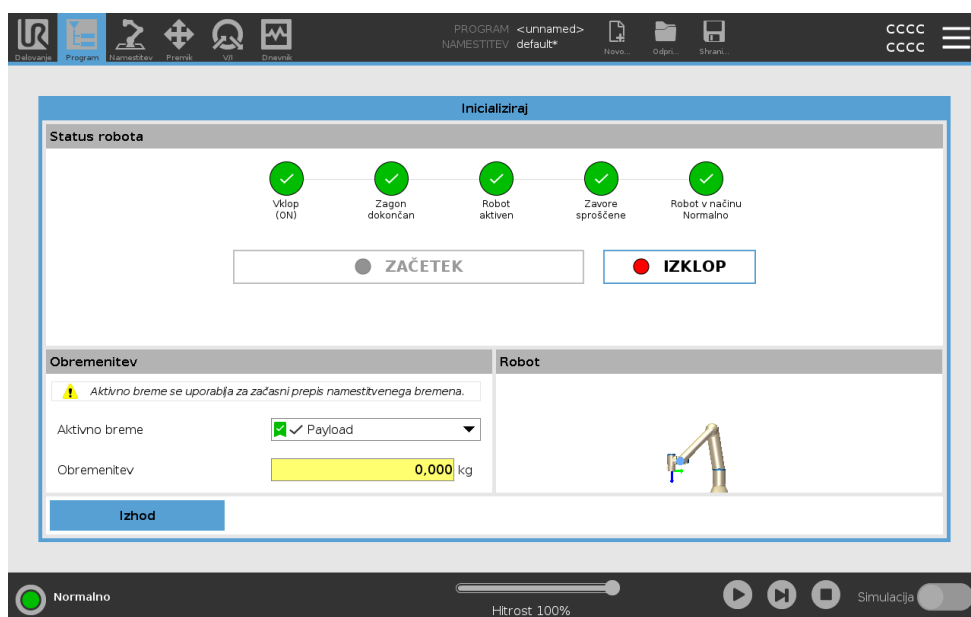 PROGRAM <unnamed>
NAMESTITEV default*
Novo...
Odpri...
Shrani...
CCCC
CCCC
Delovanje
Program
Namestitev
Premik
V/I
Dnevnik
Inicializiraj
Status robota
Vklop
(ON)
Zagon
dokončan
Robot
aktiven
Zavore
sproščene
Robot v načinu
Normalno
ZAČETEK
IZKLOP
Obremenitev
Robot
Aktivno breme se uporablja za začasni prepis namestitvenega bremena.
Aktivno breme
Payload
Obremenitev
0,000 kg
Izhod
Normalno
Hitrost 100%
Simulacija